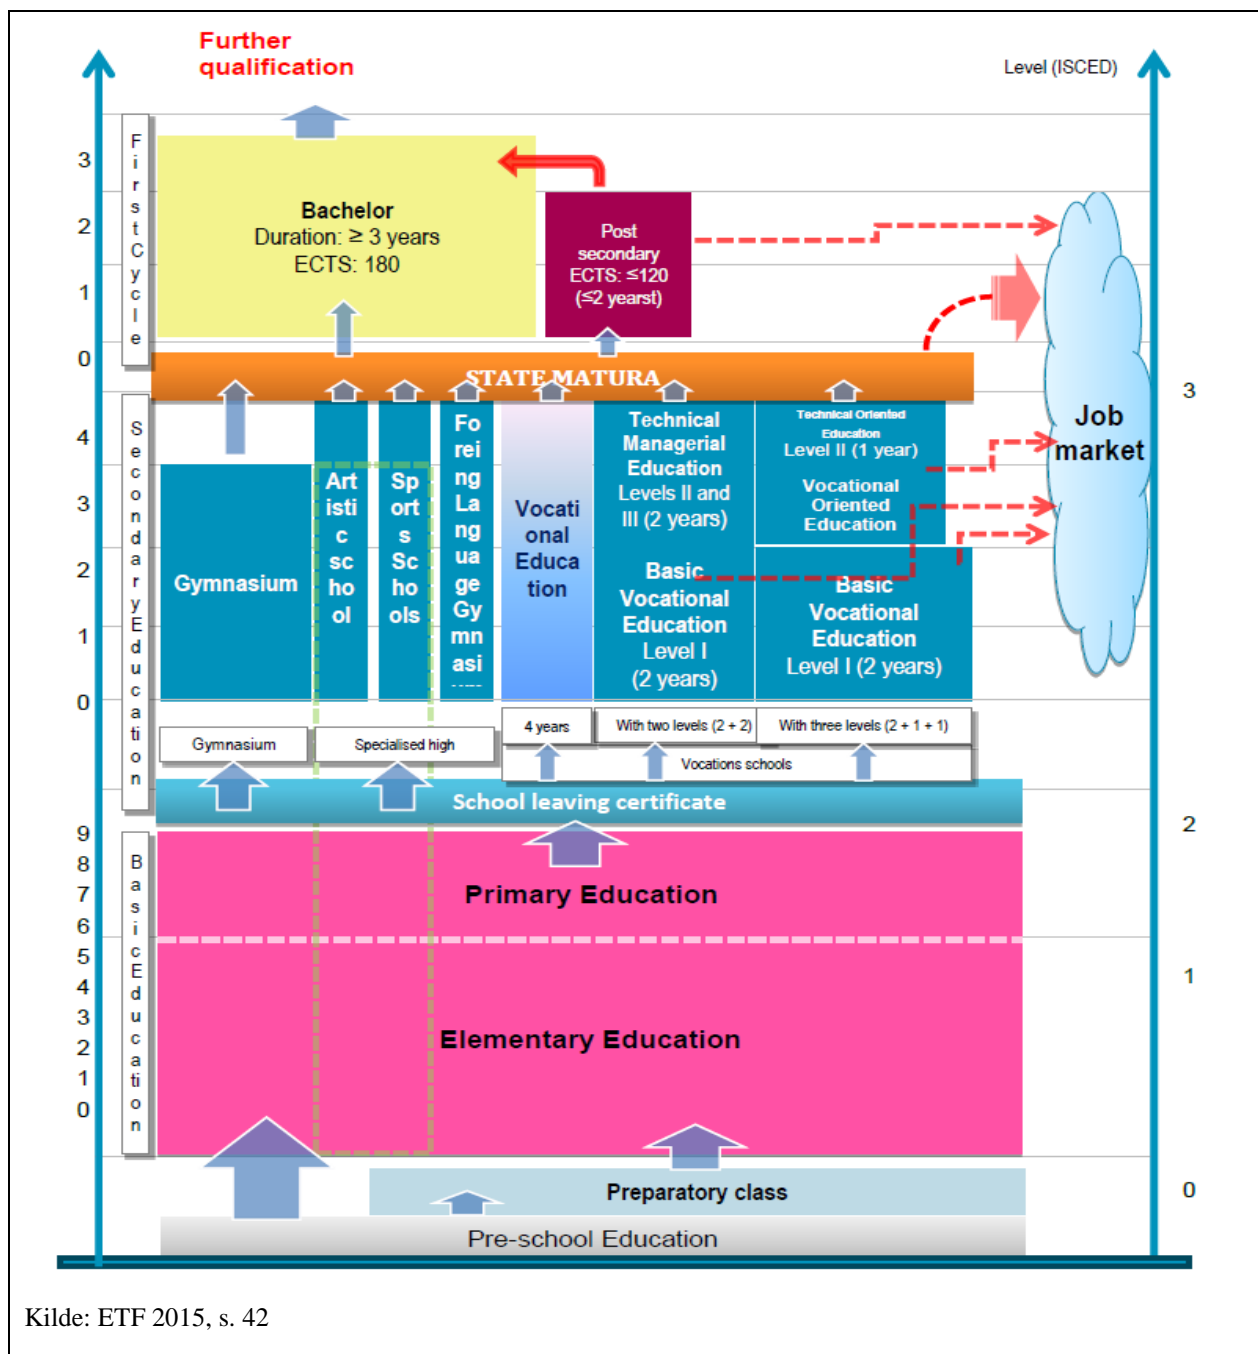 Further
qualification
Level (ISCED)
First Cycle
3
2
1
0
Bachelor
Duration: ≥ 3 years
ECTS: 180
Post
secondary
ECTS: ≤120
(≤2 yearst)
STATE MATURA
3
Job
market
Secondary Education
4
3
2
1
0
Gymnasium
Art
isti
c
sc
ho
ol
Sp
ort
s
Sc
ho
ols
Fo
rei
ng
La
ng
ua
ge
Gy
mn
asi
Vocati
onal
Educa
tion
Technical
Managerial
Education
Levels II and
III (2 years)
Basic
Vocational
Education
Level I
(2 years)
Technical Oriented
Education
Level II (1 year)
Vocational
Oriented
Education
Basic
Vocational
Education
Level I (2 years)
Gymnasium
Specialised high
4 years
With two levels (2 + 2)
With three levels (2 + 1 + 1)
Vocations schools
School leaving certificate
2
Basic Education
9
8
7
6
5
4
3
2
1
0
Primary Education
1
Elementary Education
Preparatory class
0
Pre-school Education
Kilde: ETF 2015, s. 42